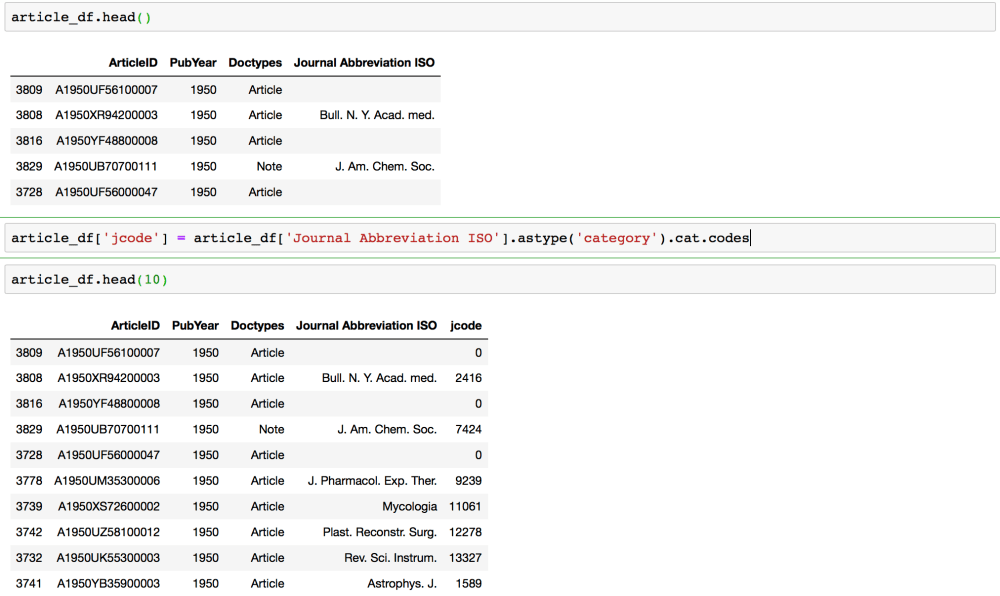 article_df.head()
ArticleID PubYear Doctypes Journal Abbreviation ISO
3809 A1950UF56100007 1950 Article
3808 A1950XR94200003 1950 Article Bull. N. Y. Acad. med.
3816 A1950YF48800008 1950 Article
3829 A1950UB70700111 1950 Note J. Am. Chem. Soc.
3728 A1950UF56000047 1950 Article
article_df['jcode'] = article_df['Journal Abbreviation ISO'].astype('category').cat.codes
article_df.head(10)
ArticleID PubYear Doctypes Journal Abbreviation ISO jcode
3809 A1950UF56100007 1950 Article 0
3808 A1950XR94200003 1950 Article Bull. N. Y. Acad. med. 2416
3816 A1950YF48800008 1950 Article 0
3829 A1950UB70700111 1950 Note J. Am. Chem. Soc. 7424
3728 A1950UF56000047 1950 Article 0
3778 A1950UM35300006 1950 Article J. Pharmacol. Exp. Ther. 9239
3739 A1950XS72600002 1950 Article Mycologia 11061
3742 A1950UZ58100012 1950 Article Plast. Reconstr. Surg. 12278
3732 A1950UK55300003 1950 Article Rev. Sci. Instrum. 13327
3741 A1950YB35900003 1950 Article Astrophys. J. 1589